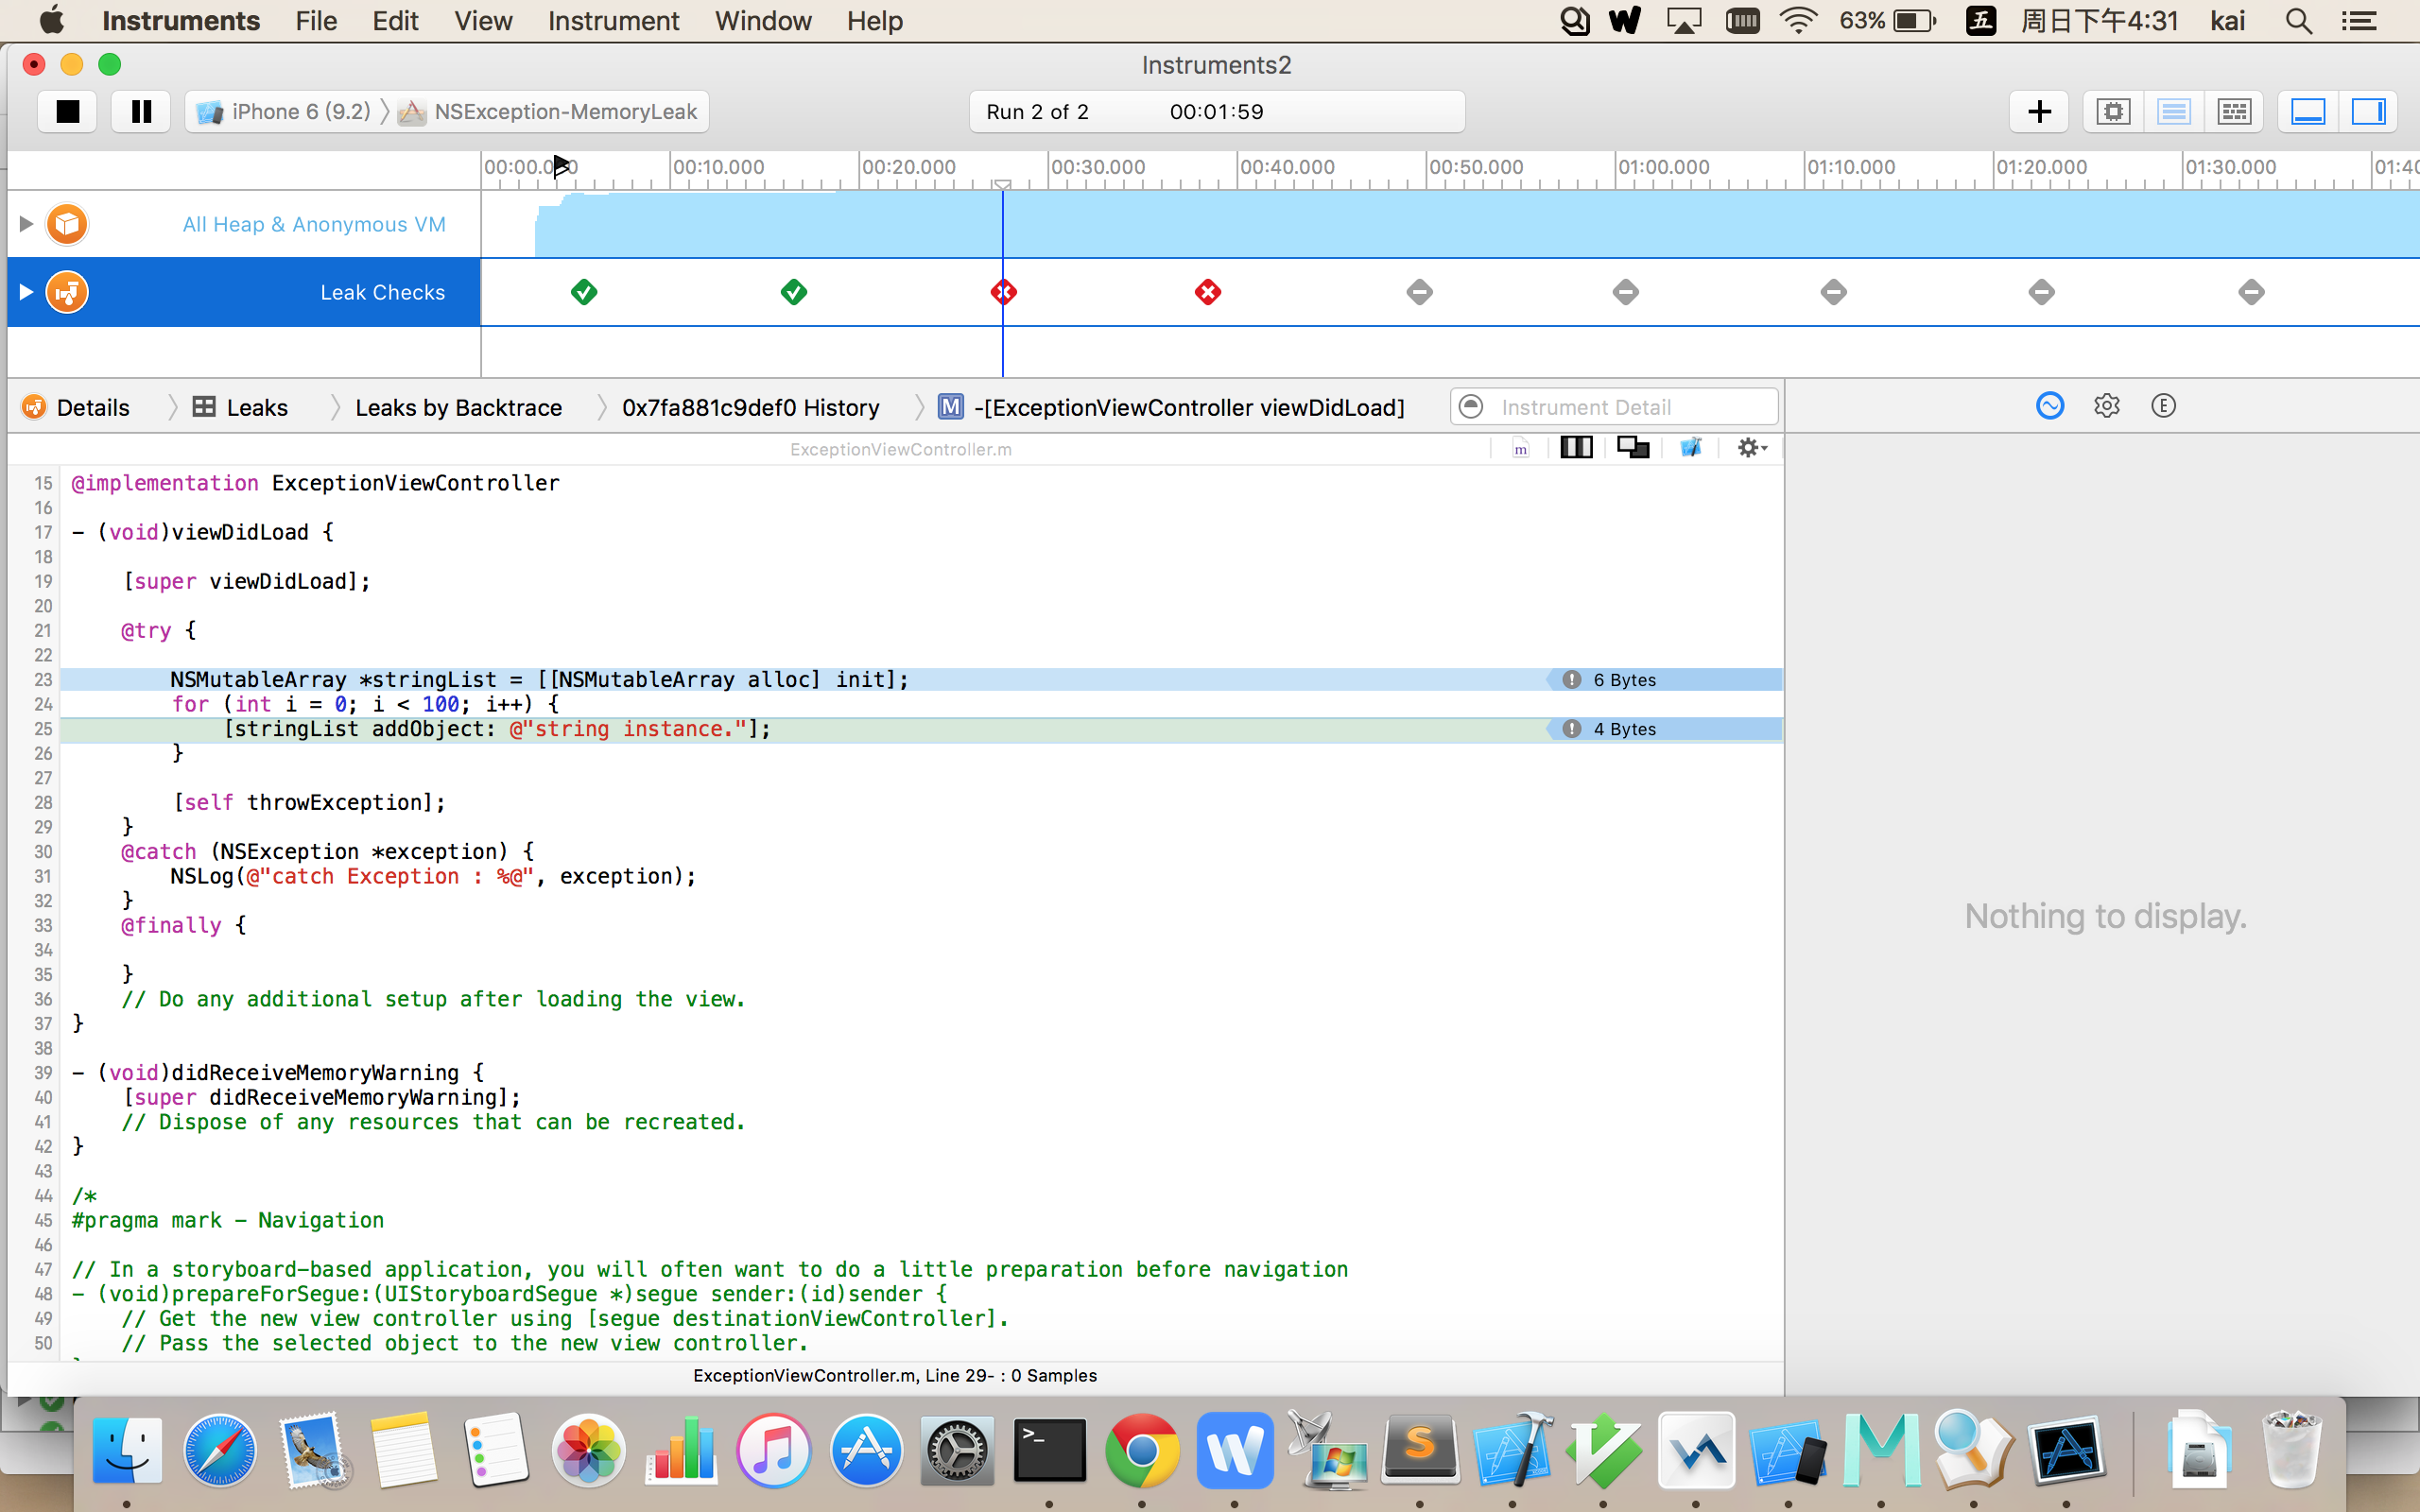 Instruments File Edit View Instrument Window Help 63% 五 周日下午4:31 kai
Instruments2
iPhone 6 (9.2) NSException-MemoryLeak Run 2 of 2 00:01:59
00:00.0 0 00:10.000 00:20.000 00:30.000 00:40.000 00:50.000 01:00.000 01:10.000 01:20.000 01:30.000 01:40
All Heap & Anonymous VM
Leak Checks
Details Leaks Leaks by Backtrace 0x7fa881c9def0 History M -[ExceptionViewController viewDidLoad] Instrument Detail E
ExceptionViewController.m m
15 @implementation ExceptionViewController
16
17 - (void)viewDidLoad {
18
19 [super viewDidLoad];
20
21 @try {
22
23 NSMutableArray *stringList = [[NSMutableArray alloc] init]; ! 6 Bytes
24 for (int i = 0; i < 100; i++) {
25 [stringList addObject: @"string instance."]; ! 4 Bytes
26 }
27
28 [self throwException];
29 }
30 @catch (NSException *exception) {
31 NSLog(@"catch Exception : %@", exception);
32 }
33 @finally {
34
35 }
36 // Do any additional setup after loading the view.
37 }
38
39 - (void)didReceiveMemoryWarning {
40 [super didReceiveMemoryWarning];
41 // Dispose of any resources that can be recreated.
42 }
43
44 /*
45 #pragma mark - Navigation
46
47 // In a storyboard-based application, you will often want to do a little preparation before navigation
48 - (void)prepareForSegue:(UIStoryboardSegue *)segue sender:(id)sender {
49 // Get the new view controller using [segue destinationViewController].
50 // Pass the selected object to the new view controller.
Nothing to display.
ExceptionViewController.m, Line 29- : 0 Samples